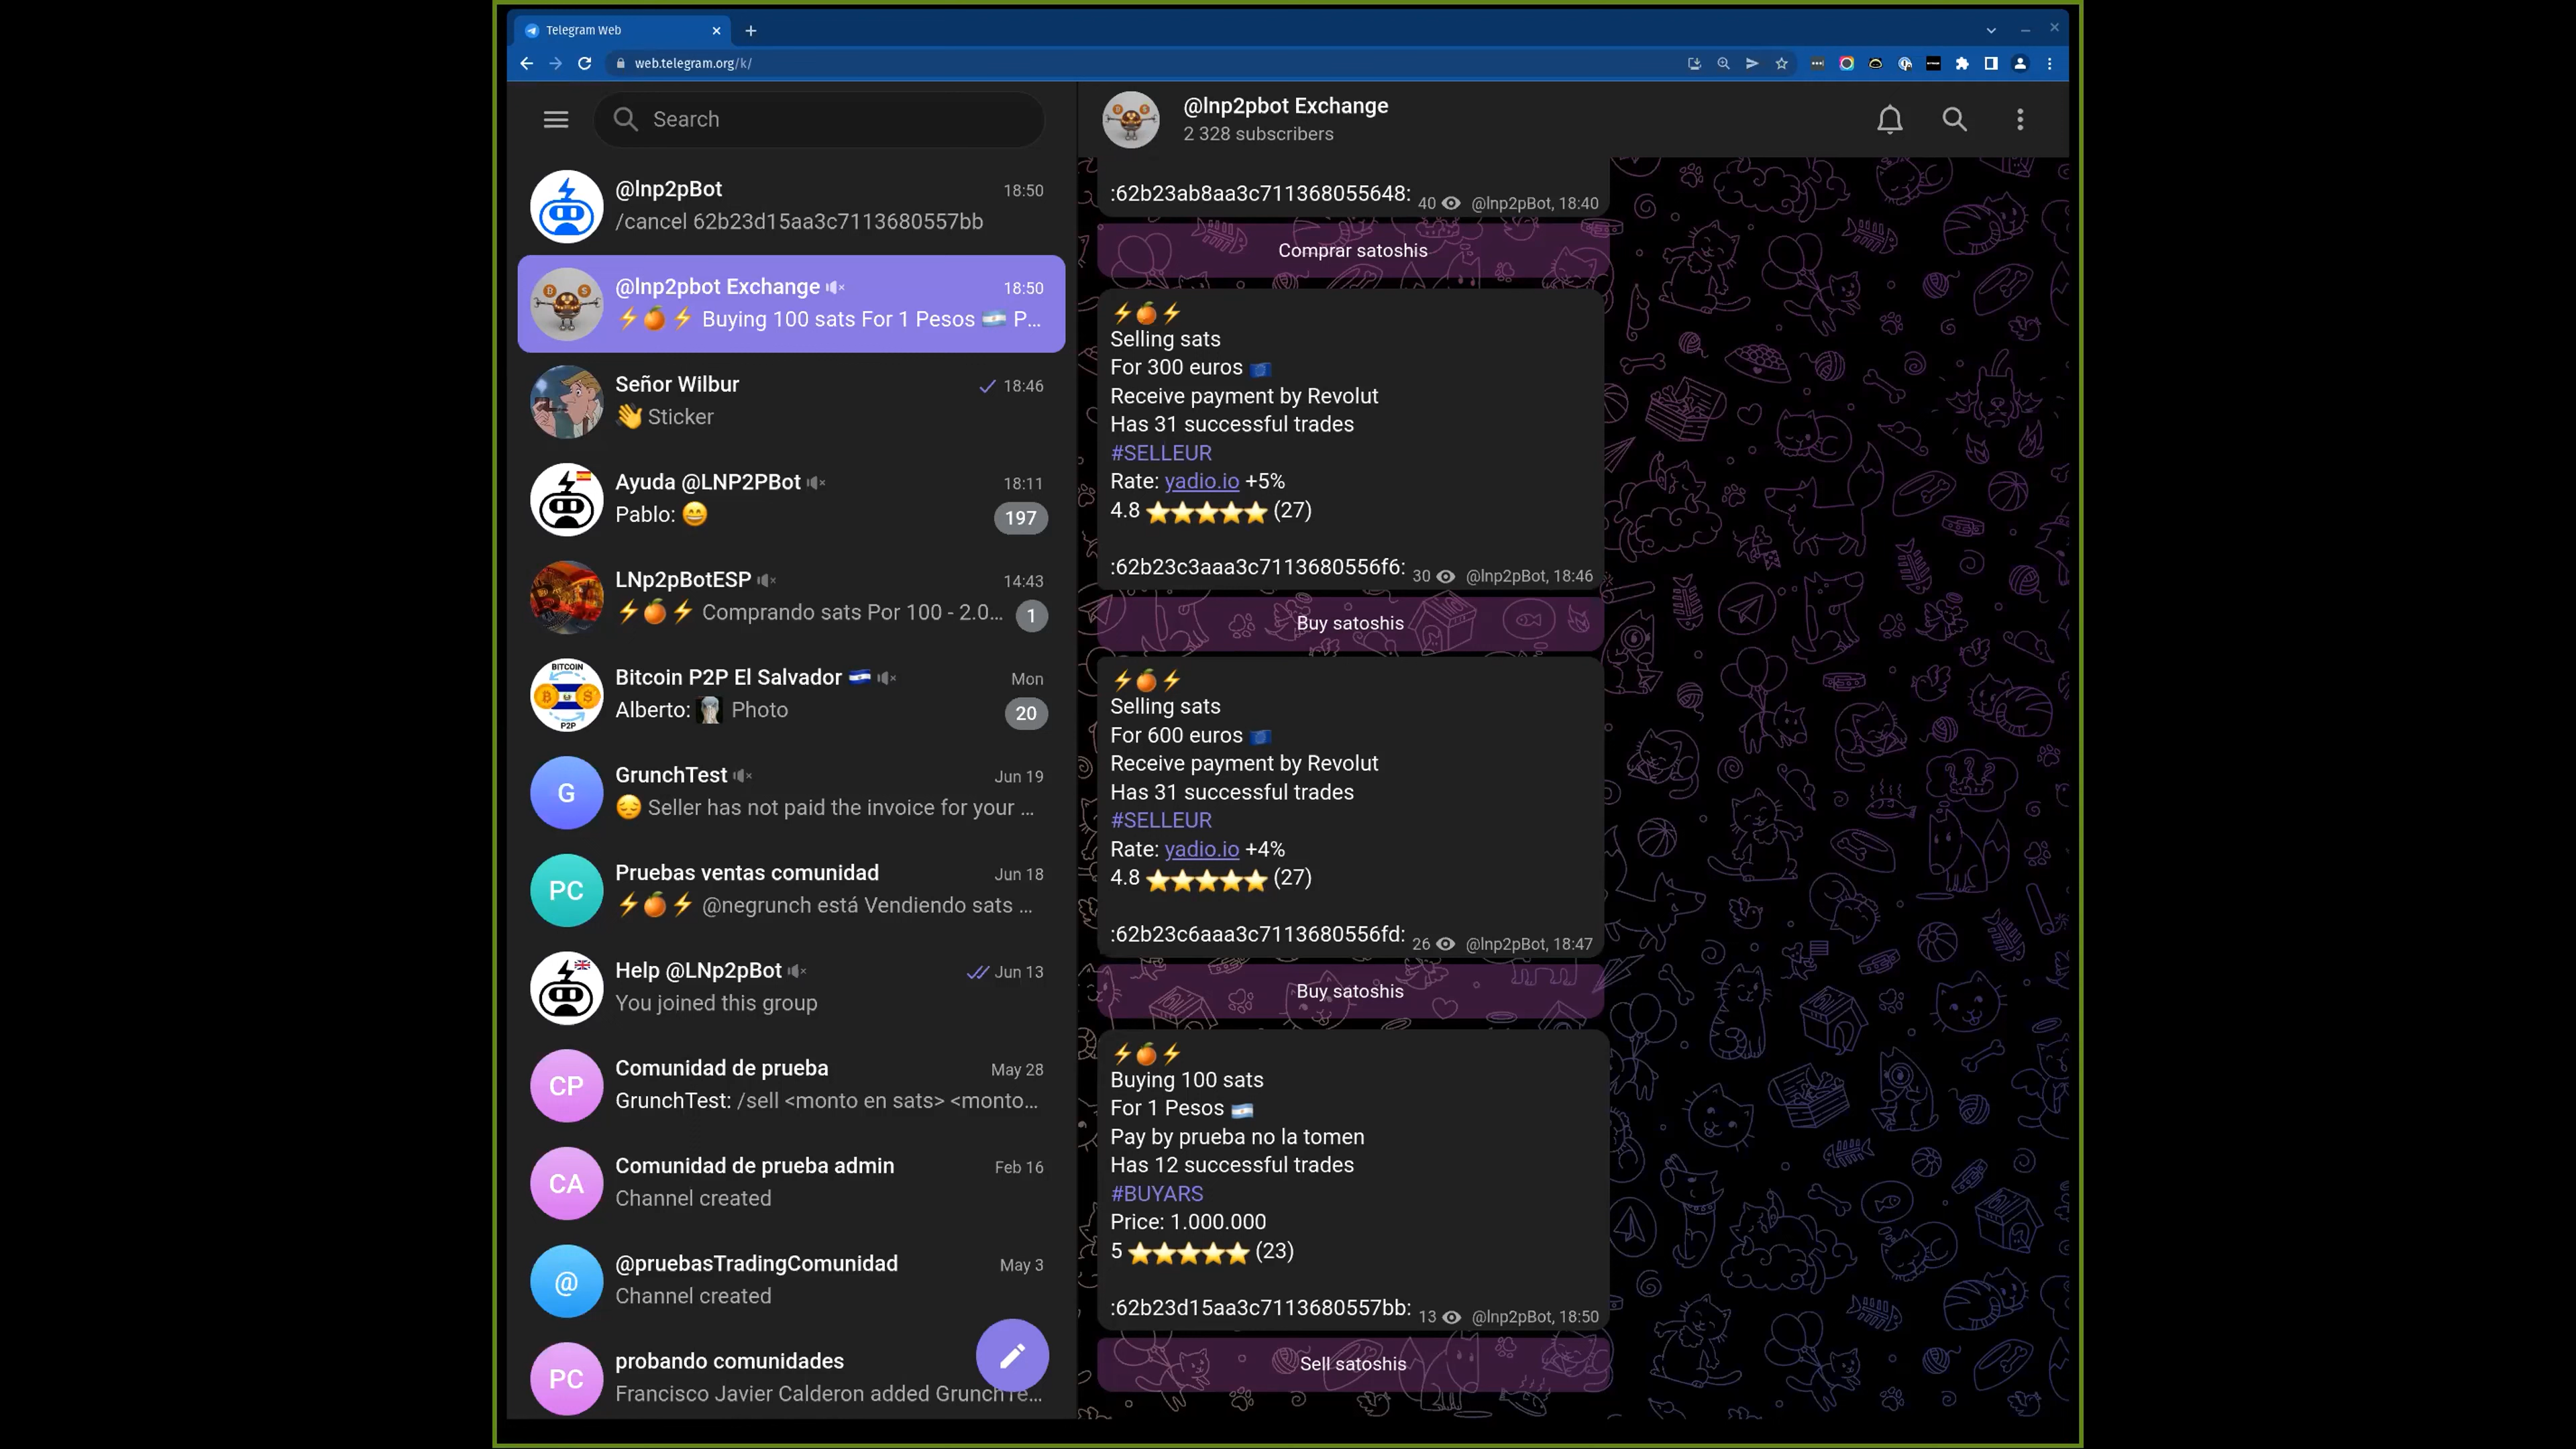 Telegram Web
web.telegram.org/k/
Search
@lnp2pBot 18:50
/cancel 62b23d15aa3c7113680557bb
@lnp2pbot Exchange 18:50
⚡🍊⚡ Buying 100 sats For 1 Pesos 🇦🇷 P...
Señor Wilbur 18:46
👋 Sticker
Ayuda @LNP2PBot 18:11
Pablo: 😄 197
LNp2pBotESP 14:43
⚡🍊⚡ Comprando sats Por 100 - 2.0... 1
BITCOIN
P2P
Bitcoin P2P El Salvador 🇸🇻 Mon
Alberto: Photo 20
G
GrunchTest Jun 19
😔 Seller has not paid the invoice for your ...
PC
Pruebas ventas comunidad Jun 18
⚡🍊⚡ @negrunch está Vendiendo sats ...
Help @LNp2pBot Jun 13
You joined this group
CP
Comunidad de prueba May 28
GrunchTest: /sell <monto en sats> <monto...
CA
Comunidad de prueba admin Feb 16
Channel created
@
@pruebasTradingComunidad May 3
Channel created
PC
probando comunidades
Francisco Javier Calderon added GrunchTe...
@lnp2pbot Exchange
2 328 subscribers
:62b23ab8aa3c711368055648: 40 @lnp2pBot, 18:40
Comprar satoshis
⚡🍊⚡
Selling sats
For 300 euros 🇪🇺
Receive payment by Revolut
Has 31 successful trades
#SELLEUR
Rate: yadio.io +5%
4.8 ⭐⭐⭐⭐⭐ (27)
:62b23c3aaa3c7113680556f6: 30 @lnp2pBot, 18:46
Buy satoshis
⚡🍊⚡
Selling sats
For 600 euros 🇪🇺
Receive payment by Revolut
Has 31 successful trades
#SELLEUR
Rate: yadio.io +4%
4.8 ⭐⭐⭐⭐⭐ (27)
:62b23c6aaa3c7113680556fd: 26 @lnp2pBot, 18:47
Buy satoshis
⚡🍊⚡
Buying 100 sats
For 1 Pesos 🇦🇷
Pay by prueba no la tomen
Has 12 successful trades
#BUYARS
Price: 1.000.000
5 ⭐⭐⭐⭐⭐ (23)
:62b23d15aa3c7113680557bb: 13 @lnp2pBot, 18:50
Sell satoshis